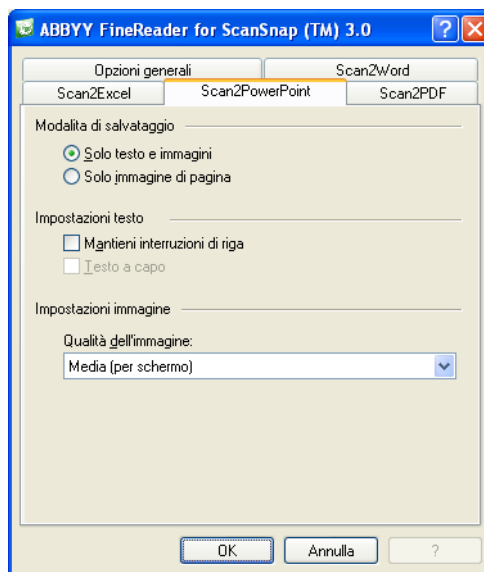 ABBYY FineReader for ScanSnap (TM) 3.0
Opzioni generali Scan2Word
Scan2Excel Scan2PowerPoint Scan2PDF
Modalita di salvataggio
Solo testo e immagini
Solo immagine di pagina
Impostazioni testo
Mantieni interruzioni di riga
Testo a capo
Impostazioni immagine
Qualità dell'immagine:
Media (per schermo)
OK Annulla ?